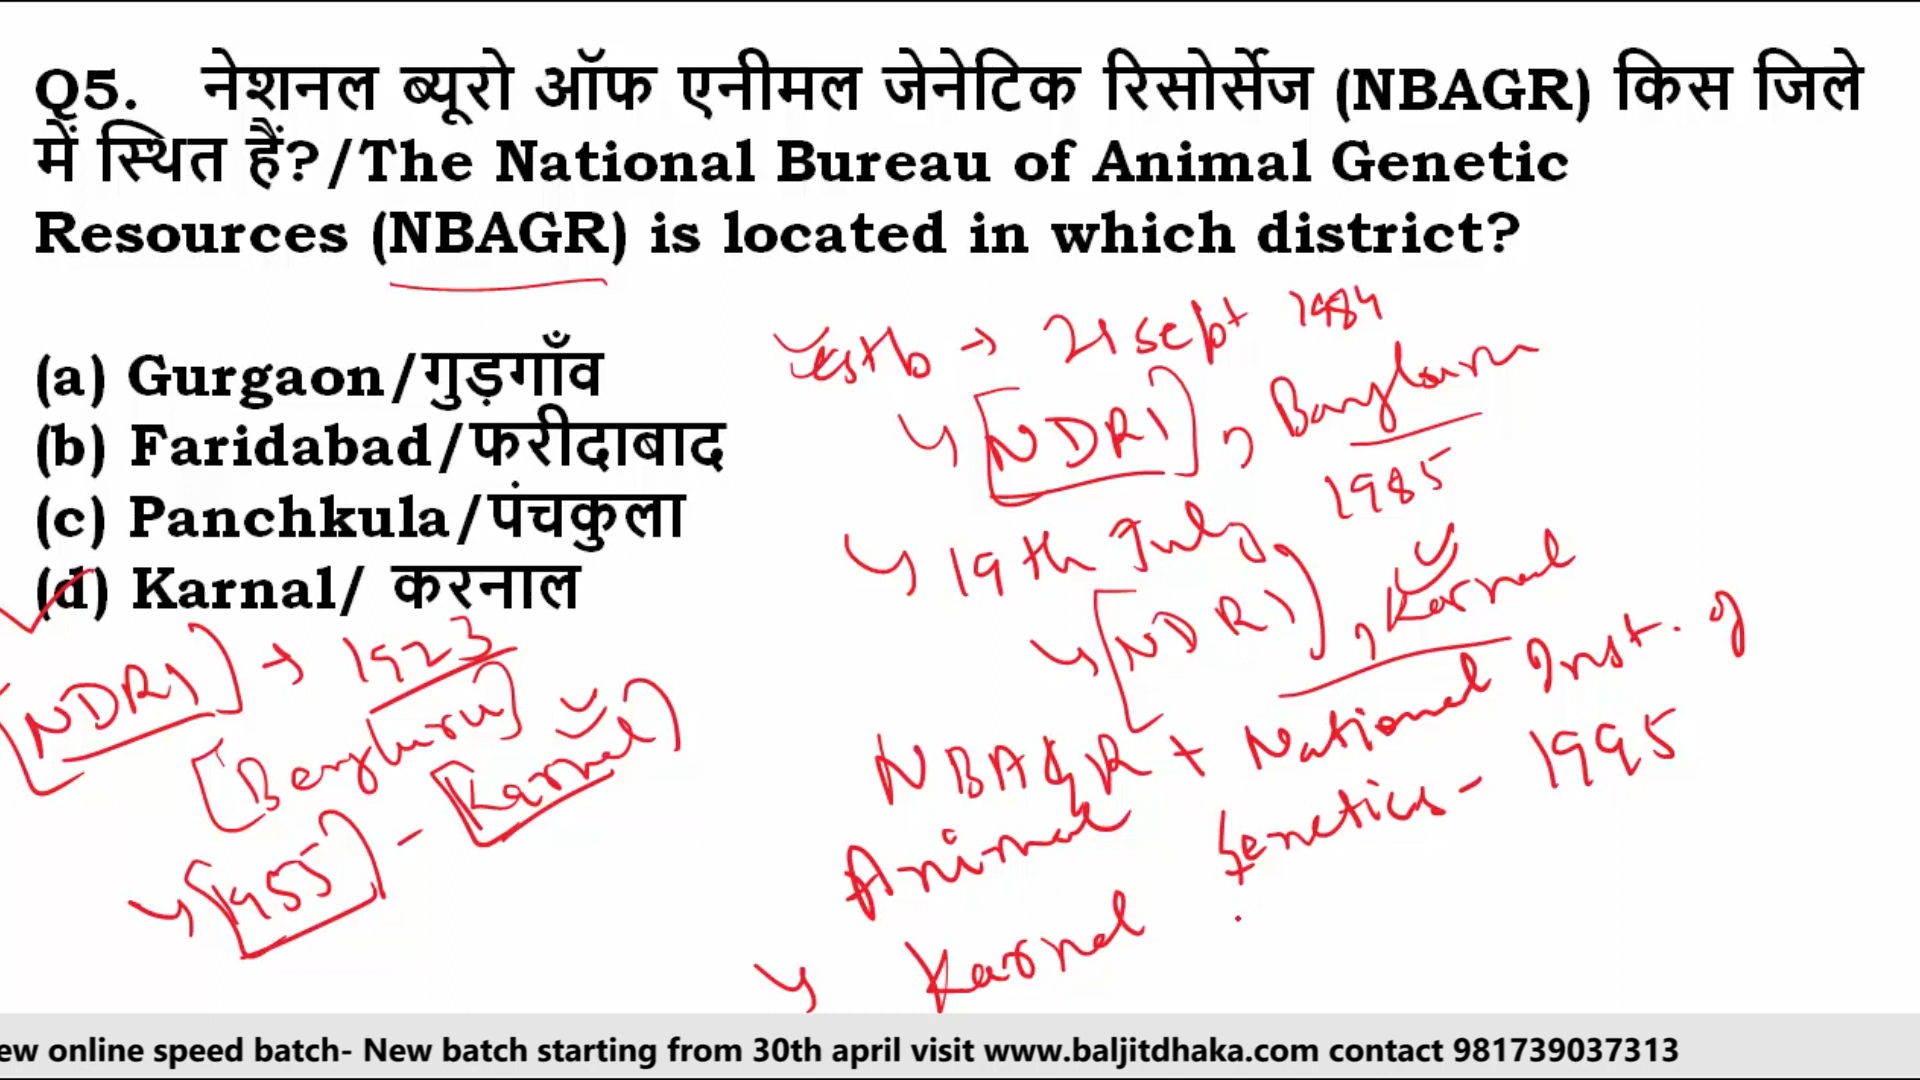 Q5. नेशनल ब्यूरो ऑफ एनीमल जेनेटिक रिसोर्सेज (NBAGR) किस जिले
में स्थित हैं?/The National Bureau of Animal Genetic
Resources (NBAGR) is located in which district?
(a) Gurgaon/गुड़गाँव
(b) Faridabad/फरीदाबाद
(c) Panchkula/पंचकुला
(d) Karnal/ करनाल
Estb → 21 Sept 1984
[NDRI], Banglore
1985
19th July
[NDRI], Karnal
NBAGR + National Inst. of
Animal Genetics - 1995
Karnal
[NDRI] → 1923
[Bengluru]
[1955] - [Karnal]
ew online speed batch- New batch starting from 30th april visit www.baljitdhaka.com contact 981739037313